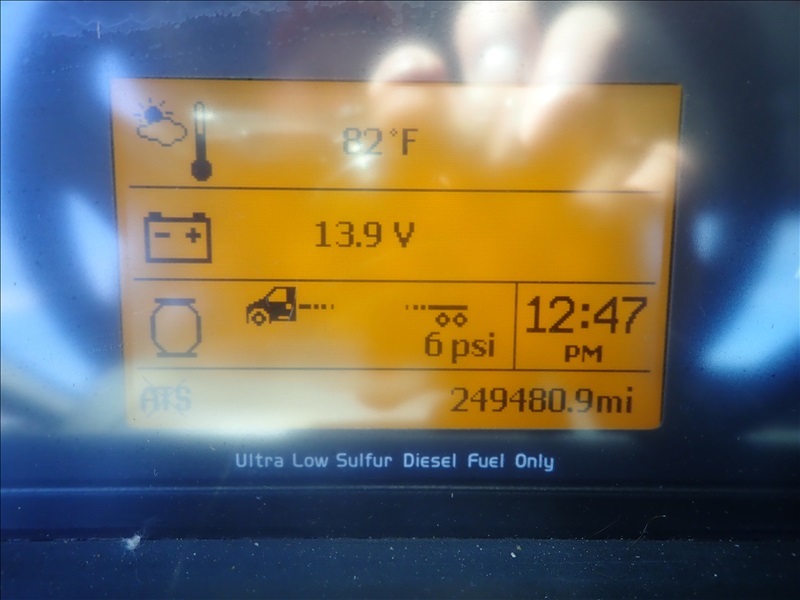 82°F
- +
13.9 V
12:47
6 psi
PM
ATS
249480.9mi
Ultra Low Sulfur Diesel Fuel Only